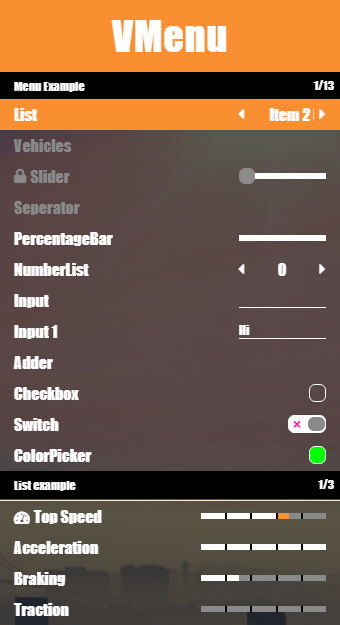 VMenu
Menu Example 1/13
List Item 2
Vehicles
Slider
Seperator
PercentageBar
NumberList 0
Input
Input 1 Hi
Adder
Checkbox
Switch
ColorPicker
List example 1/3
Top Speed
Acceleration
Braking
Traction